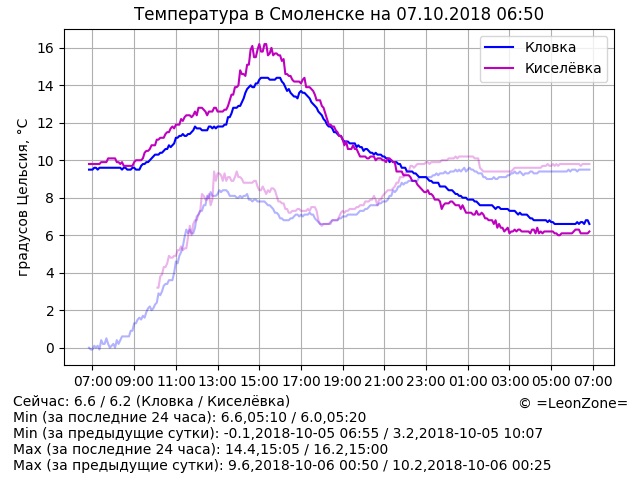 Температура в Смоленске на 07.10.2018 06:50
градусов Цельсия, °C
16
14
12
10
8
6
4
2
0
Кловка
Киселёвка
07:00 09:00 11:00 13:00 15:00 17:00 19:00 21:00 23:00 01:00 03:00 05:00 07:00
Сейчас: 6.6 / 6.2 (Кловка / Киселёвка)
© =LeonZone=
Min (за последние 24 часа): 6.6,05:10 / 6.0,05:20
Min (за предыдущие сутки): -0.1,2018-10-05 06:55 / 3.2,2018-10-05 10:07
Max (за последние 24 часа): 14.4,15:05 / 16.2,15:00
Max (за предыдущие сутки): 9.6,2018-10-06 00:50 / 10.2,2018-10-06 00:25